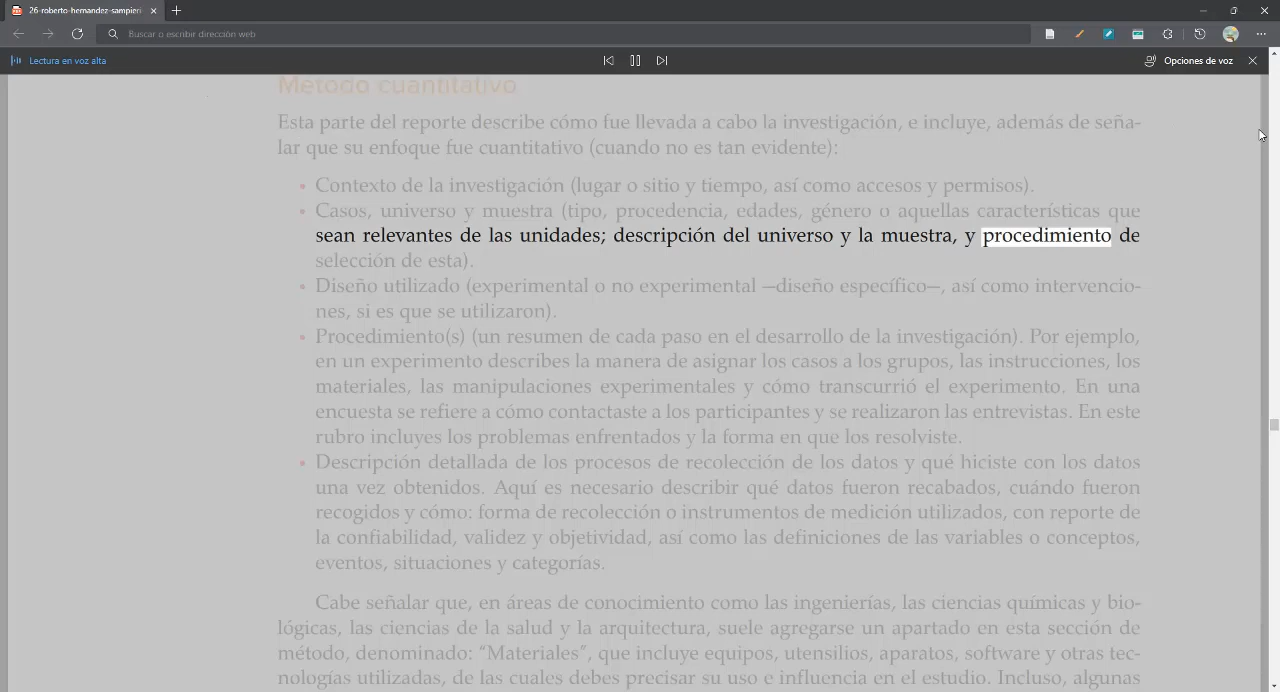 26-roberto-hernandez-sampieri
Buscar o escribir dirección web
Lectura en voz alta
Opciones de voz
Método cuantitativo
Esta parte del reporte describe cómo fue llevada a cabo la investigación, e incluye, además de seña-
lar que su enfoque fue cuantitativo (cuando no es tan evidente):
• Contexto de la investigación (lugar o sitio y tiempo, así como accesos y permisos).
• Casos, universo y muestra (tipo, procedencia, edades, género o aquellas características que
sean relevantes de las unidades; descripción del universo y la muestra, y procedimiento de
selección de esta).
• Diseño utilizado (experimental o no experimental —diseño específico—, así como intervencio-
nes, si es que se utilizaron).
• Procedimiento(s) (un resumen de cada paso en el desarrollo de la investigación). Por ejemplo,
en un experimento describes la manera de asignar los casos a los grupos, las instrucciones, los
materiales, las manipulaciones experimentales y cómo transcurrió el experimento. En una
encuesta se refiere a cómo contactaste a los participantes y se realizaron las entrevistas. En este
rubro incluyes los problemas enfrentados y la forma en que los resolviste.
• Descripción detallada de los procesos de recolección de los datos y qué hiciste con los datos
una vez obtenidos. Aquí es necesario describir qué datos fueron recabados, cuándo fueron
recogidos y cómo: forma de recolección o instrumentos de medición utilizados, con reporte de
la confiabilidad, validez y objetividad, así como las definiciones de las variables o conceptos,
eventos, situaciones y categorías.
Cabe señalar que, en áreas de conocimiento como las ingenierías, las ciencias químicas y bio-
lógicas, las ciencias de la salud y la arquitectura, suele agregarse un apartado en esta sección de
método, denominado: “Materiales”, que incluye equipos, utensilios, aparatos, software y otras tec-
nologías utilizadas, de las cuales debes precisar su uso e influencia en el estudio. Incluso, algunas